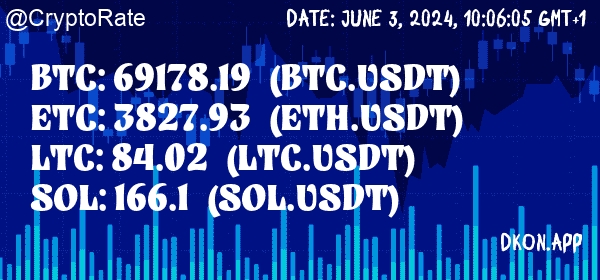 @CryptoRate
DATE: JUNE 3, 2024, 10:06:05 GMT+1
BTC: 69178.19 (BTC.USDT)
ETC: 3827.93 (ETH.USDT)
LTC: 84.02 (LTC.USDT)
SOL: 166.1 (SOL.USDT)
DKON.APP